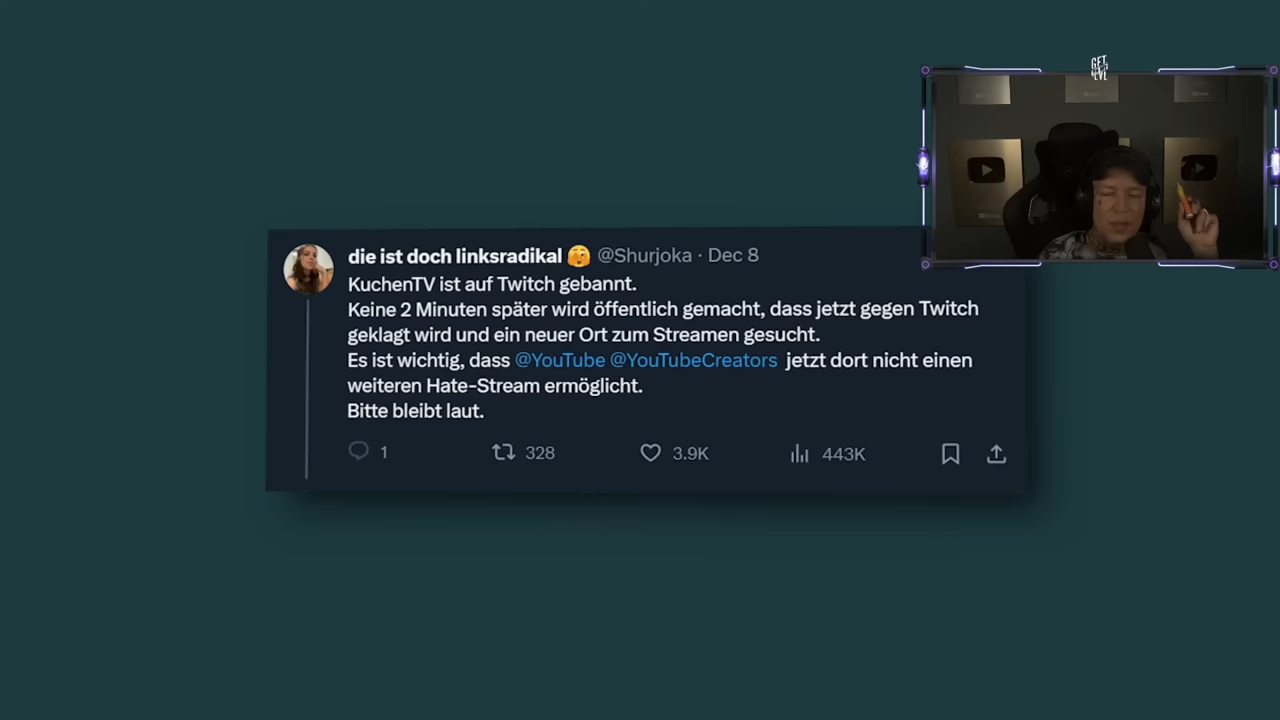 GET
LVL
die ist doch linksradikal 🫣 @Shurjoka · Dec 8
KuchenTV ist auf Twitch gebannt.
Keine 2 Minuten später wird öffentlich gemacht, dass jetzt gegen Twitch
geklagt wird und ein neuer Ort zum Streamen gesucht.
Es ist wichtig, dass @YouTube @YouTubeCreators jetzt dort nicht einen
weiteren Hate-Stream ermöglicht.
Bitte bleibt laut.
1 328 3.9K 443K